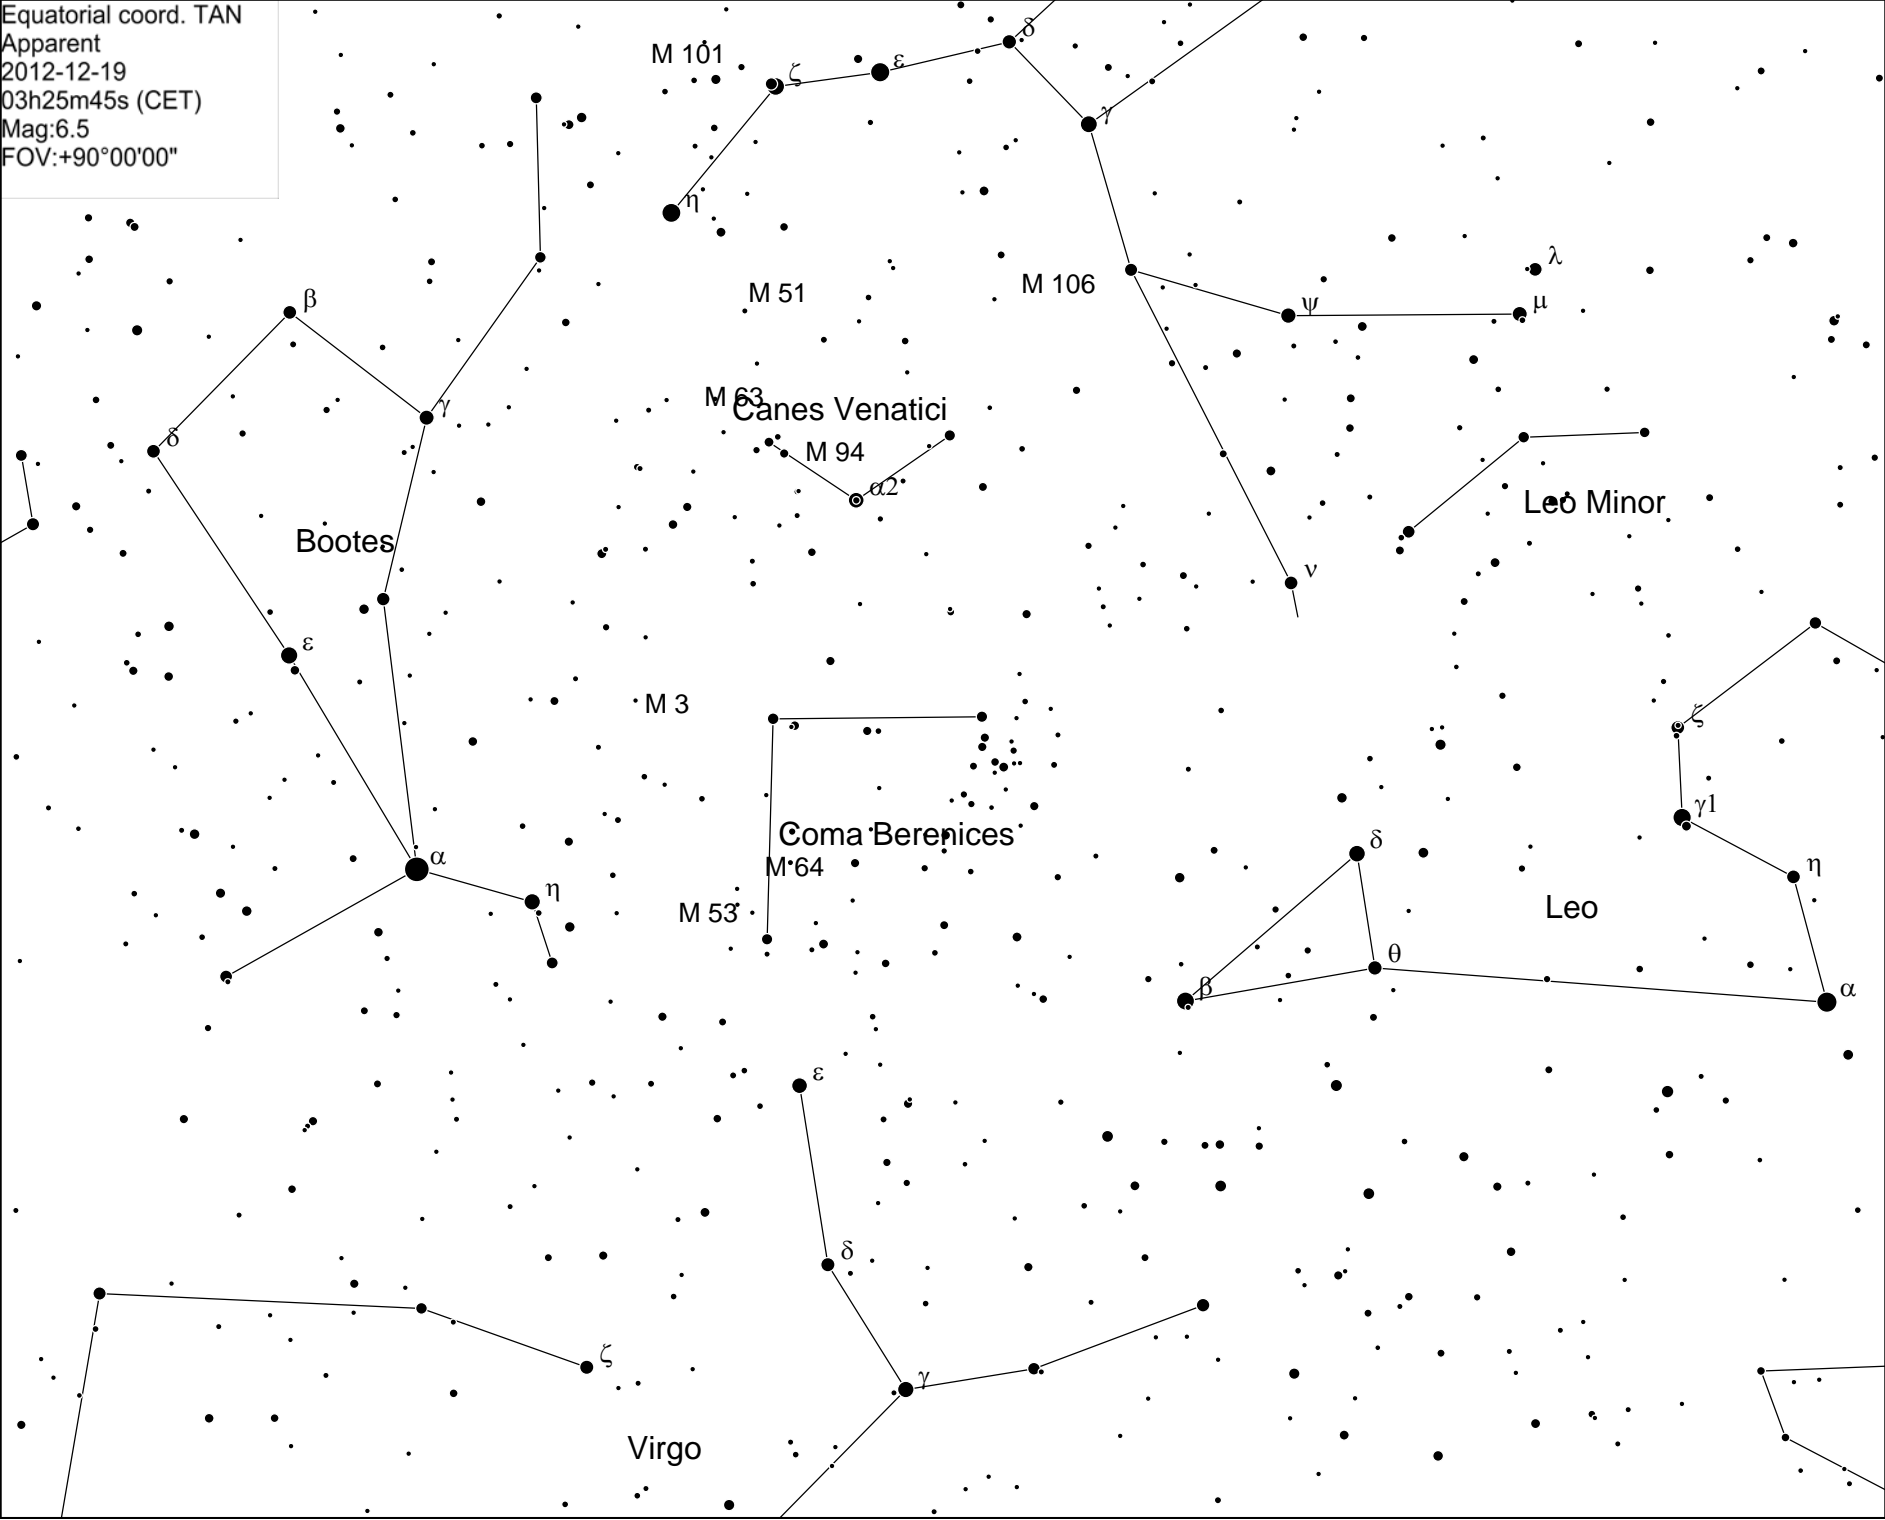 Equatorial coord. TAN
Apparent
2012-12-19
03h25m45s (CET)
Mag:6.5
FOV:+90°00'00"
δ
M 101
ζ
ε
γ
η
λ
M 106
M 51
β
ψ
μ
M 63
Canes Venatici
γ
δ
M 94
α2
Leo Minor
Bootes
ν
ε
M 3
ζ
γ1
Coma Berenices
δ
α
M 64
η
η
Leo
M 53
θ
β
α
ε
δ
ζ
γ
Virgo